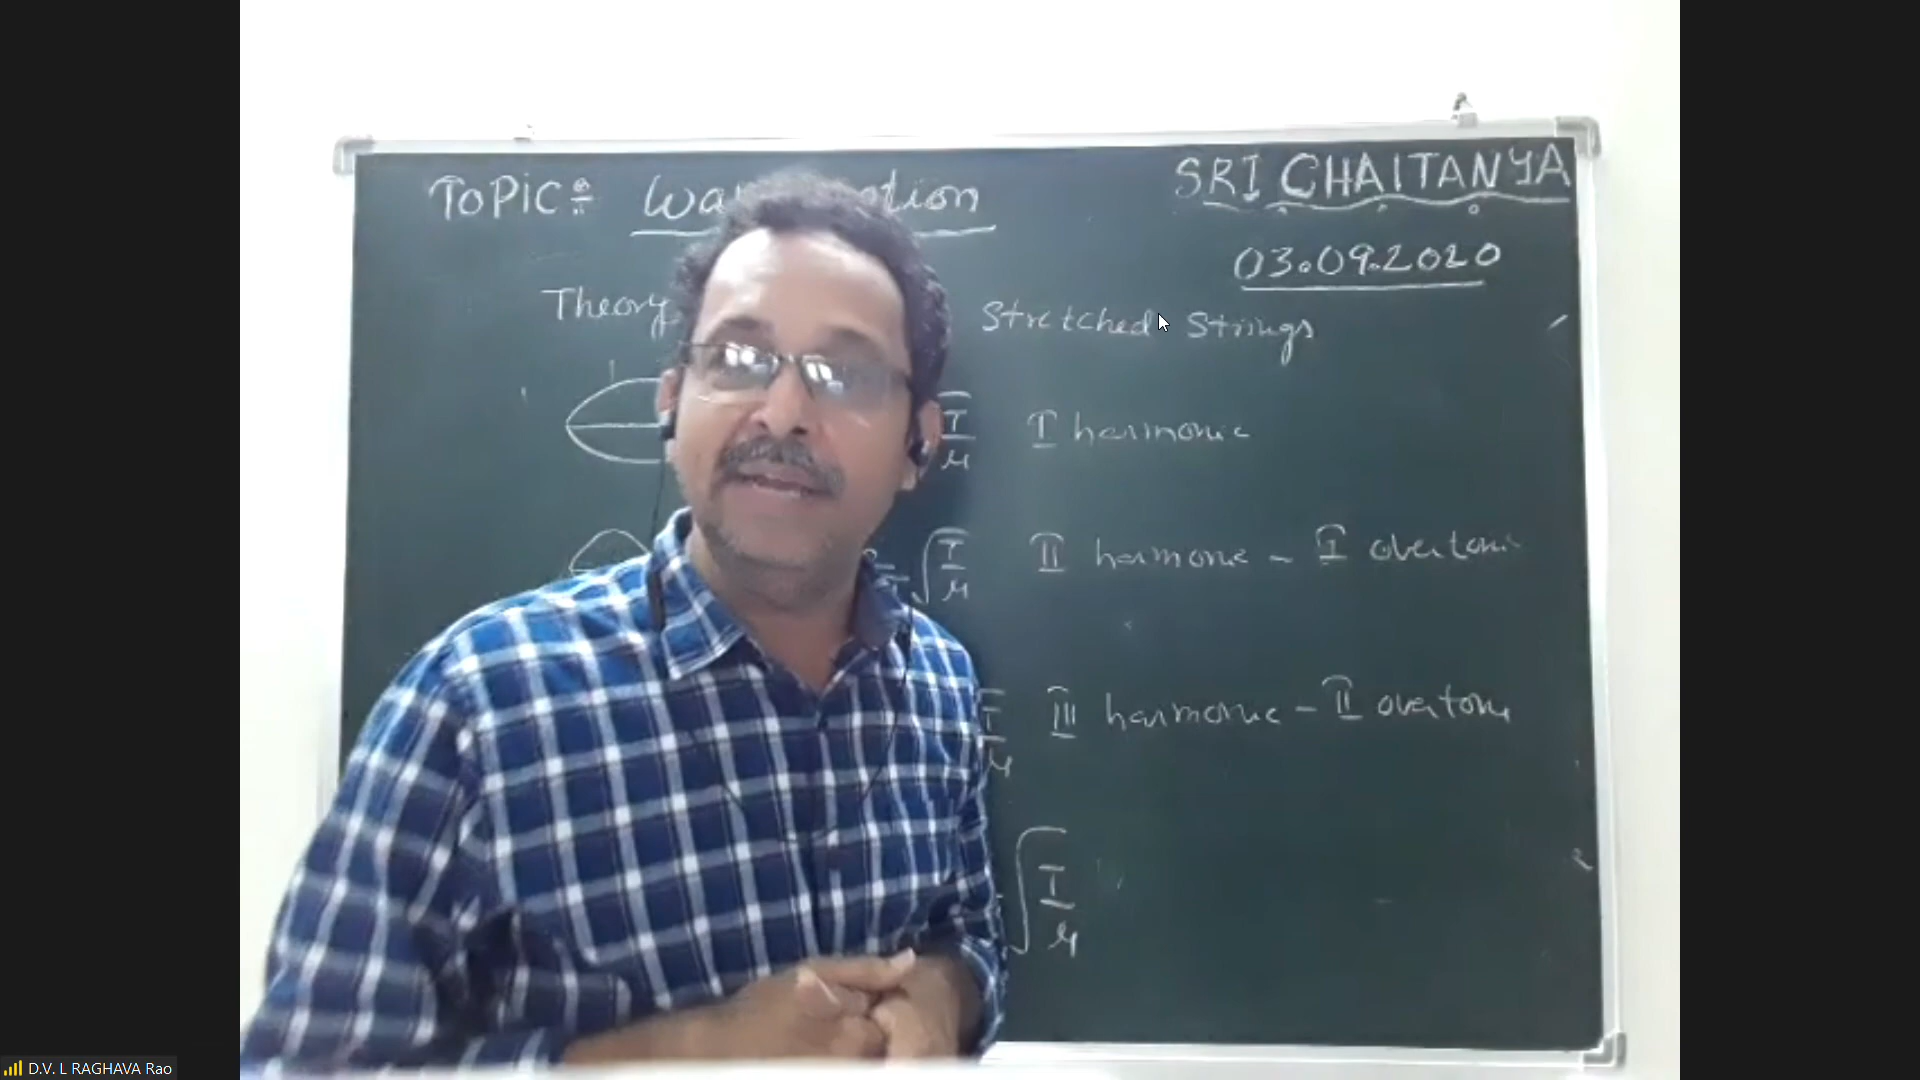 TOPIC:
SRI CHAITANYA
03.09.2020
Theory Stretched Strings
T
μ I harmonic
√T
μ II harmonic - I overtone
T
μ III harmonic - II overtone
√T
μ
D.V. L RAGHAVA Rao